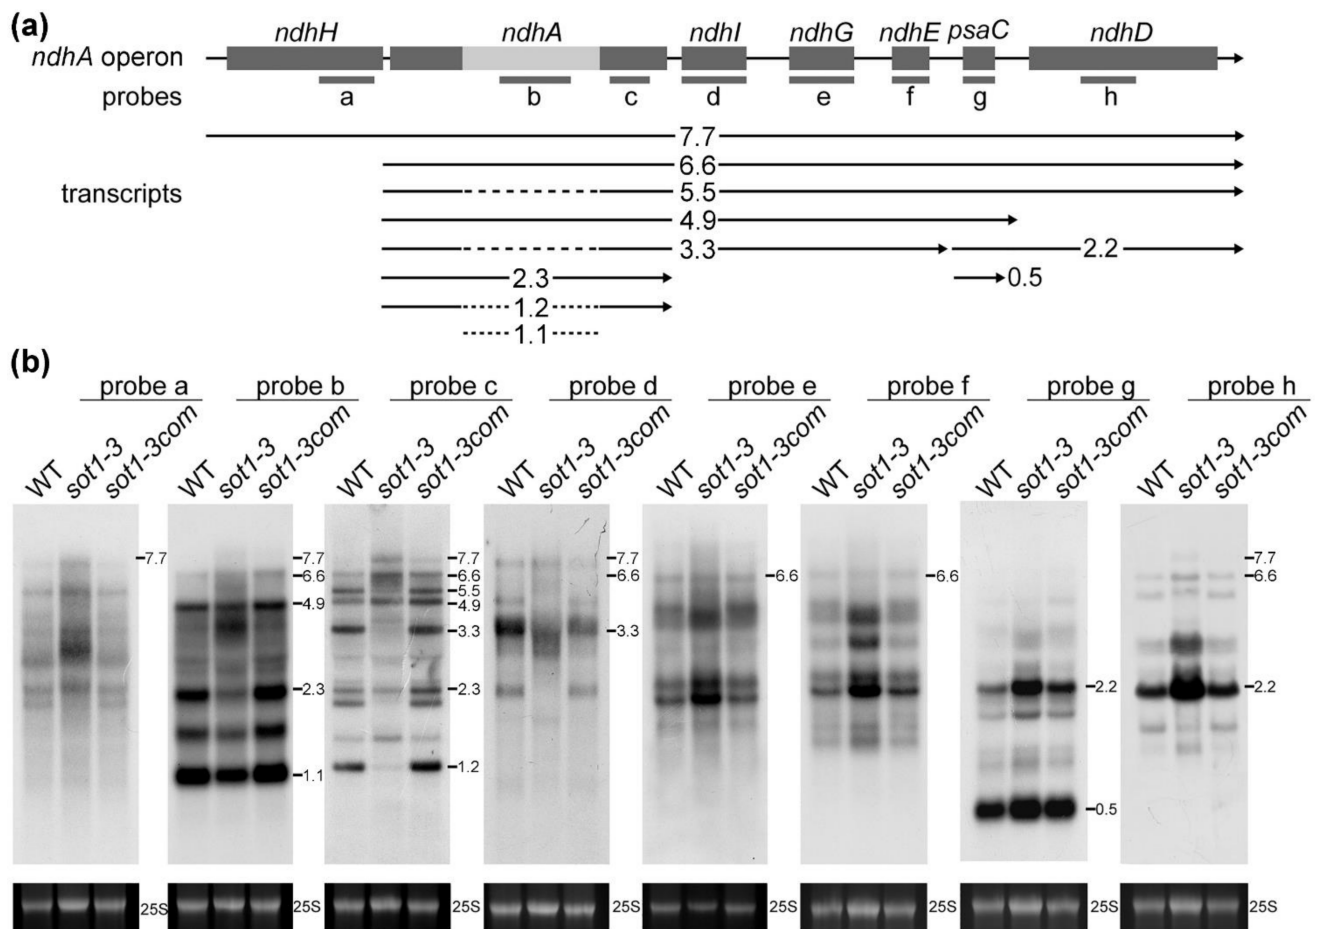 (a)
ndhH ndhA ndhI ndhG ndhE psaC ndhD
ndhA operon
probes a b c d e f g h
7.7
6.6
transcripts 5.5
4.9
3.3 2.2
2.3 0.5
1.2
1.1
(b)
probe a probe b probe c probe d probe e probe f probe g probe h
WT sot1-3 sot1-3com WT sot1-3 sot1-3com WT sot1-3 sot1-3com WT sot1-3 sot1-3com WT sot1-3 sot1-3com WT sot1-3 sot1-3com WT sot1-3 sot1-3com WT sot1-3 sot1-3com
7.7 7.7 7.7 7.7 7.7
6.6 6.6 6.6 6.6 6.6 6.6
5.5
4.9 4.9
3.3 3.3
2.3 2.3 2.2 2.2
1.1 1.2
0.5
25S 25S 25S 25S 25S 25S 25S 25S